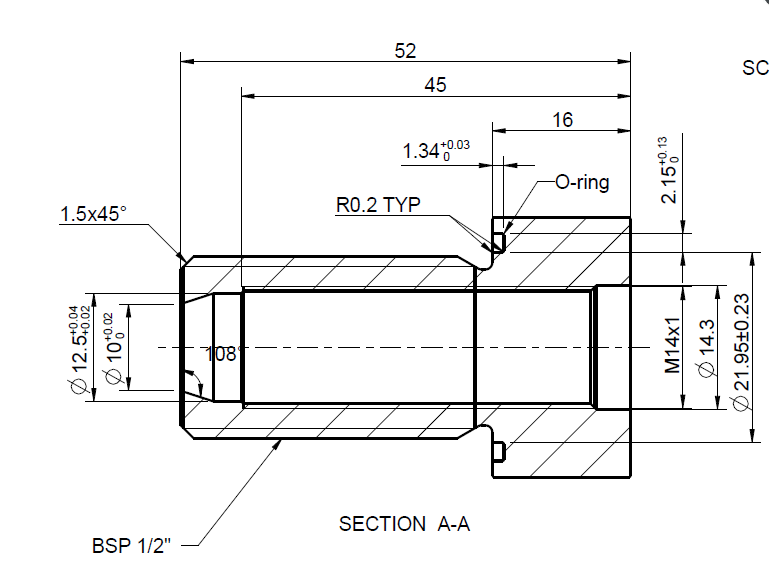 52
45
SC
16
1.34 +0.03 0
2.15 +0.13 0
O-ring
R0.2 TYP
1.5x45°
⌀12.5 +0.04 +0.02
⌀10 +0.02 0
108°
M14x1
⌀14.3
⌀21.95±0.23
SECTION A-A
BSP 1/2"